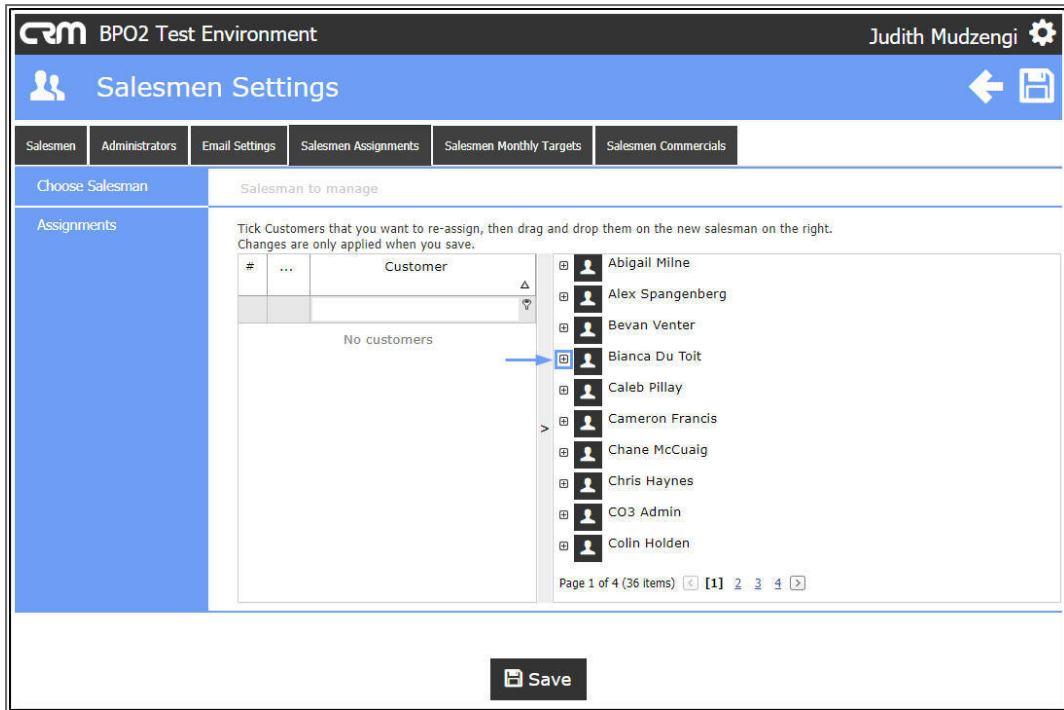 CRM BPO2 Test Environment Judith Mudzengi
Salesmen Settings
Salesmen Administrators Email Settings Salesmen Assignments Salesmen Monthly Targets Salesmen Commercials
Choose Salesman Salesman to manage
Assignments
Tick Customers that you want to re-assign, then drag and drop them on the new salesman on the right.
Changes are only applied when you save.
# ... Customer
No customers
>
Abigail Milne
Alex Spangenberg
Bevan Venter
Bianca Du Toit
Caleb Pillay
Cameron Francis
Chane McCuaig
Chris Haynes
CO3 Admin
Colin Holden
Page 1 of 4 (36 items) < [1] 2 3 4 >
Save